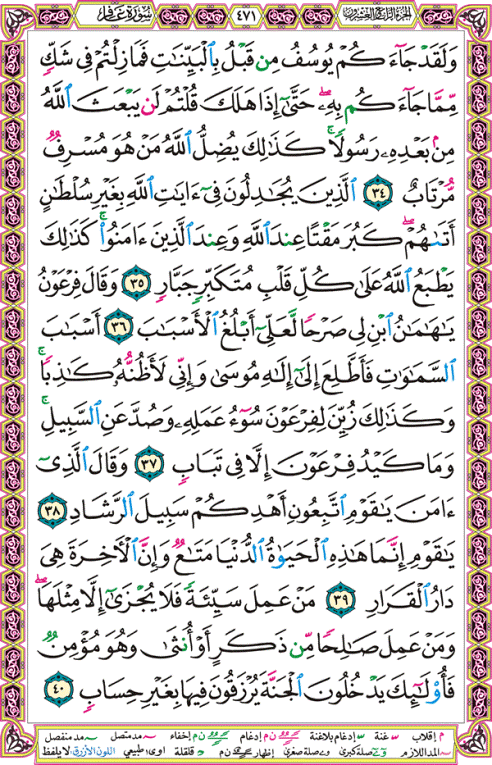 الجزء الرابع والعشرون
٤٧١
سورة غافر
وَلَقَدۡ جَآءَكُمۡ يُوسُفُ مِن قَبۡلُ بِٱلۡبَيِّنَٰتِ فَمَا زِلۡتُمۡ فِي شَكّٖ
مِّمَّا جَآءَكُم بِهِۦۖ حَتَّىٰٓ إِذَا هَلَكَ قُلۡتُمۡ لَن يَبۡعَثَ ٱللَّهُ
مِنۢ بَعۡدِهِۦ رَسُولٗاۚ كَذَٰلِكَ يُضِلُّ ٱللَّهُ مَنۡ هُوَ مُسۡرِفٞ
مُّرۡتَابٌ ٣٤ ٱلَّذِينَ يُجَٰدِلُونَ فِيٓ ءَايَٰتِ ٱللَّهِ بِغَيۡرِ سُلۡطَٰنٍ
أَتَىٰهُمۡۖ كَبُرَ مَقۡتًا عِندَ ٱللَّهِ وَعِندَ ٱلَّذِينَ ءَامَنُواْۚ كَذَٰلِكَ
يَطۡبَعُ ٱللَّهُ عَلَىٰ كُلِّ قَلۡبِ مُتَكَبِّرٖ جَبَّارٖ ٣٥ وَقَالَ فِرۡعَوۡنُ
يَٰهَٰمَٰنُ ٱبۡنِ لِي صَرۡحٗا لَّعَلِّيٓ أَبۡلُغُ ٱلۡأَسۡبَٰبَ ٣٦ أَسۡبَٰبَ
ٱلسَّمَٰوَٰتِ فَأَطَّلِعَ إِلَىٰٓ إِلَٰهِ مُوسَىٰ وَإِنِّي لَأَظُنُّهُۥ كَٰذِبٗاۚ
وَكَذَٰلِكَ زُيِّنَ لِفِرۡعَوۡنَ سُوٓءُ عَمَلِهِۦ وَصُدَّ عَنِ ٱلسَّبِيلِۚ
وَمَا كَيۡدُ فِرۡعَوۡنَ إِلَّا فِي تَبَابٖ ٣٧ وَقَالَ ٱلَّذِيٓ
ءَامَنَ يَٰقَوۡمِ ٱتَّبِعُونِ أَهۡدِكُمۡ سَبِيلَ ٱلرَّشَادِ ٣٨
يَٰقَوۡمِ إِنَّمَا هَٰذِهِ ٱلۡحَيَوٰةُ ٱلدُّنۡيَا مَتَٰعٞ وَإِنَّ ٱلۡأٓخِرَةَ هِيَ
دَارُ ٱلۡقَرَارِ ٣٩ مَنۡ عَمِلَ سَيِّئَةٗ فَلَا يُجۡزَىٰٓ إِلَّا مِثۡلَهَاۖ
وَمَنۡ عَمِلَ صَٰلِحٗا مِّن ذَكَرٍ أَوۡ أُنثَىٰ وَهُوَ مُؤۡمِنٞ
فَأُوْلَٰٓئِكَ يَدۡخُلُونَ ٱلۡجَنَّةَ يُرۡزَقُونَ فِيهَا بِغَيۡرِ حِسَابٖ ٤٠
م إقلاب س غنة س إدغام بلاغنة ن م إدغام ن م إخفاء مد متصل مد منفصل
المد اللازم صلة كبرى وصلة صغرى إظهار ن م د قلقلة اوى: طبيعي اللون الأزرق: لا يلفظ